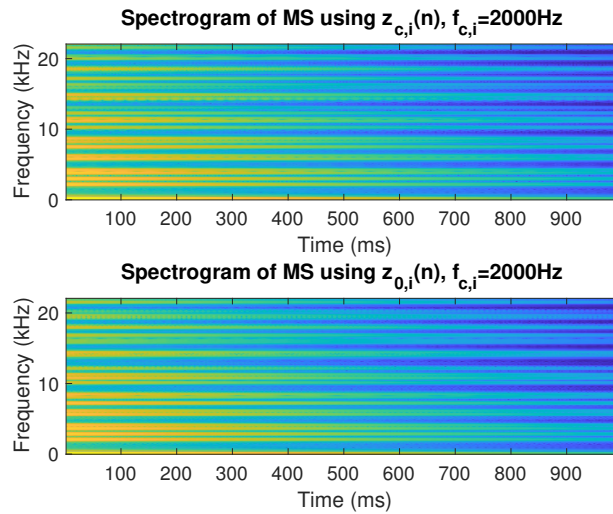 Spectrogram of MS using z_{c,i}(n), f_{c,i}=2000Hz
20
10
0
Frequency (kHz)
100 200 300 400 500 600 700 800 900
Time (ms)
Spectrogram of MS using z_{0,i}(n), f_{c,i}=2000Hz
20
10
0
Frequency (kHz)
100 200 300 400 500 600 700 800 900
Time (ms)